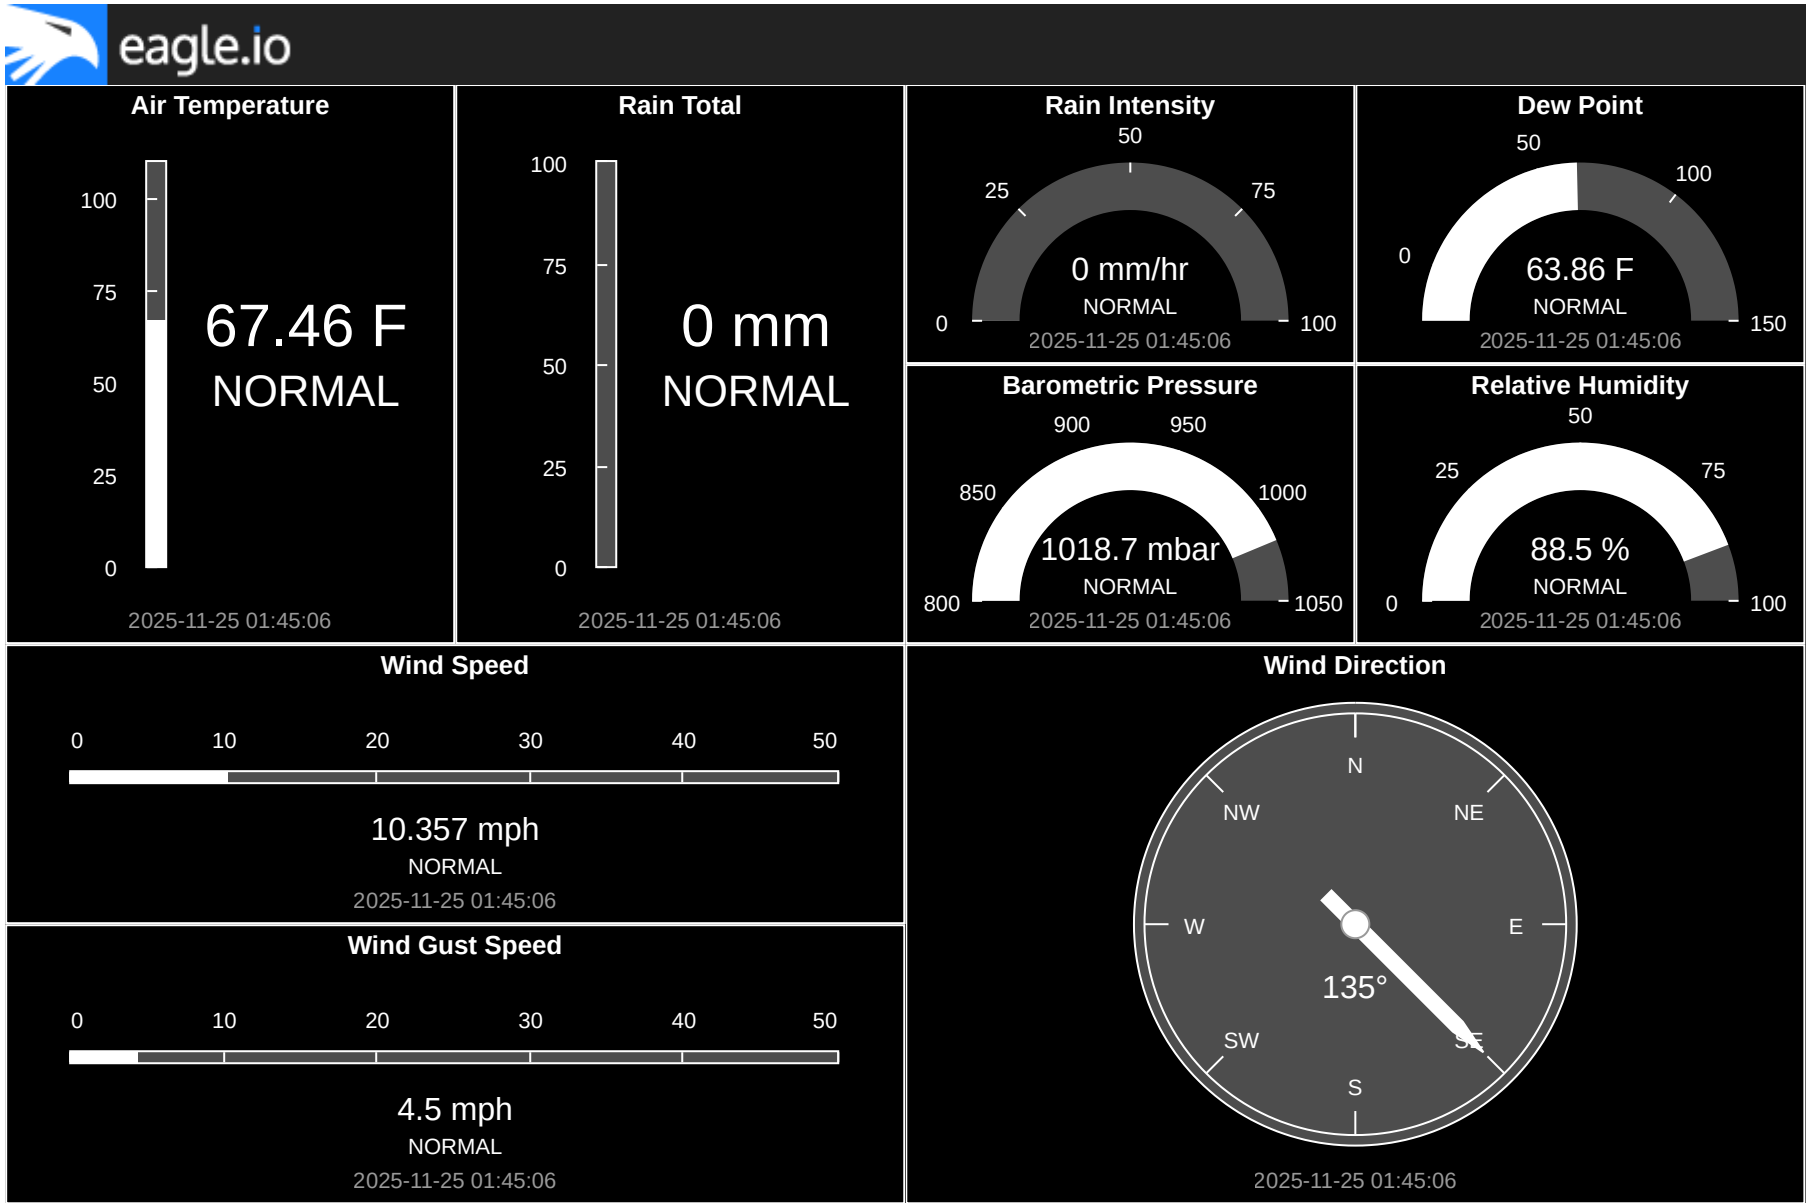 eagle.io
Air Temperature
100
75
50
25
0
67.46 F
NORMAL
2025-11-25 01:45:06
Rain Total
100
75
50
25
0
0 mm
NORMAL
2025-11-25 01:45:06
Rain Intensity
0
25
50
75
100
0 mm/hr
NORMAL
2025-11-25 01:45:06
Dew Point
0
50
100
150
63.86 F
NORMAL
2025-11-25 01:45:06
Barometric Pressure
800
850
900
950
1000
1050
1018.7 mbar
NORMAL
2025-11-25 01:45:06
Relative Humidity
0
25
50
75
100
88.5 %
NORMAL
2025-11-25 01:45:06
Wind Speed
0 10 20 30 40 50
10.357 mph
NORMAL
2025-11-25 01:45:06
Wind Gust Speed
0 10 20 30 40 50
4.5 mph
NORMAL
2025-11-25 01:45:06
Wind Direction
N
NW NE
W E
135°
SW SE
S
2025-11-25 01:45:06